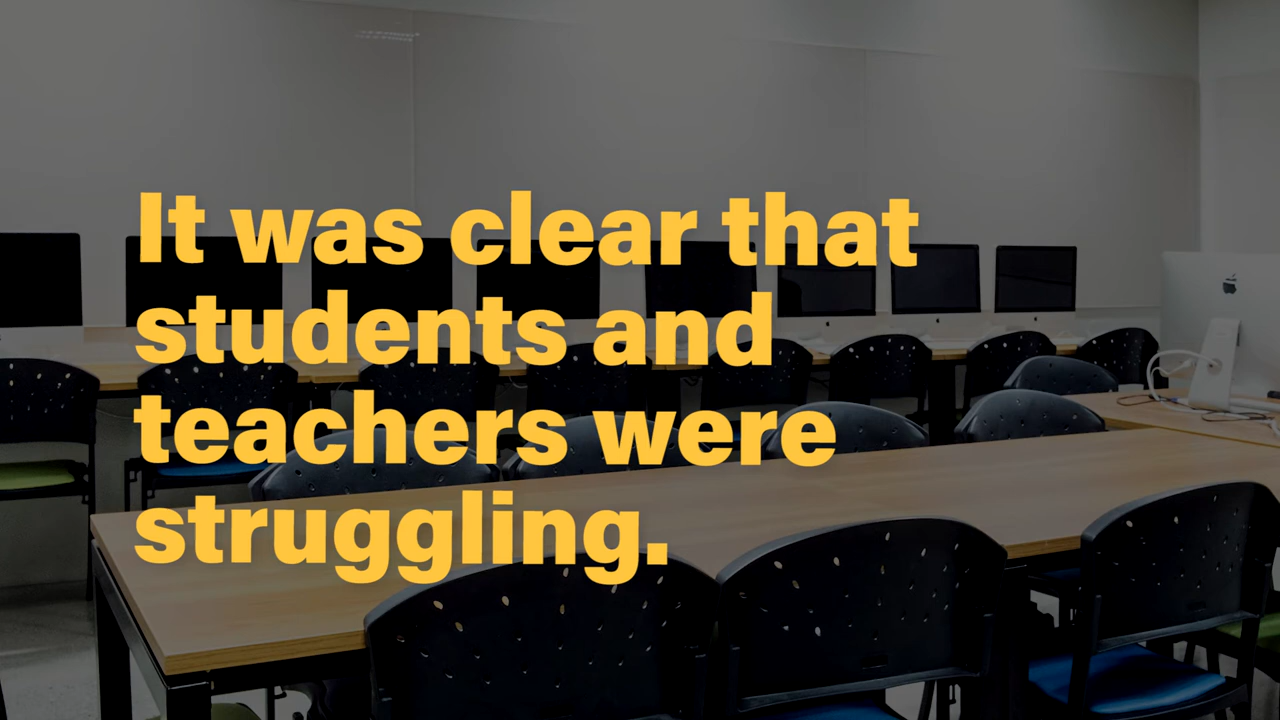 It was clear that
students and
teachers were
struggling.